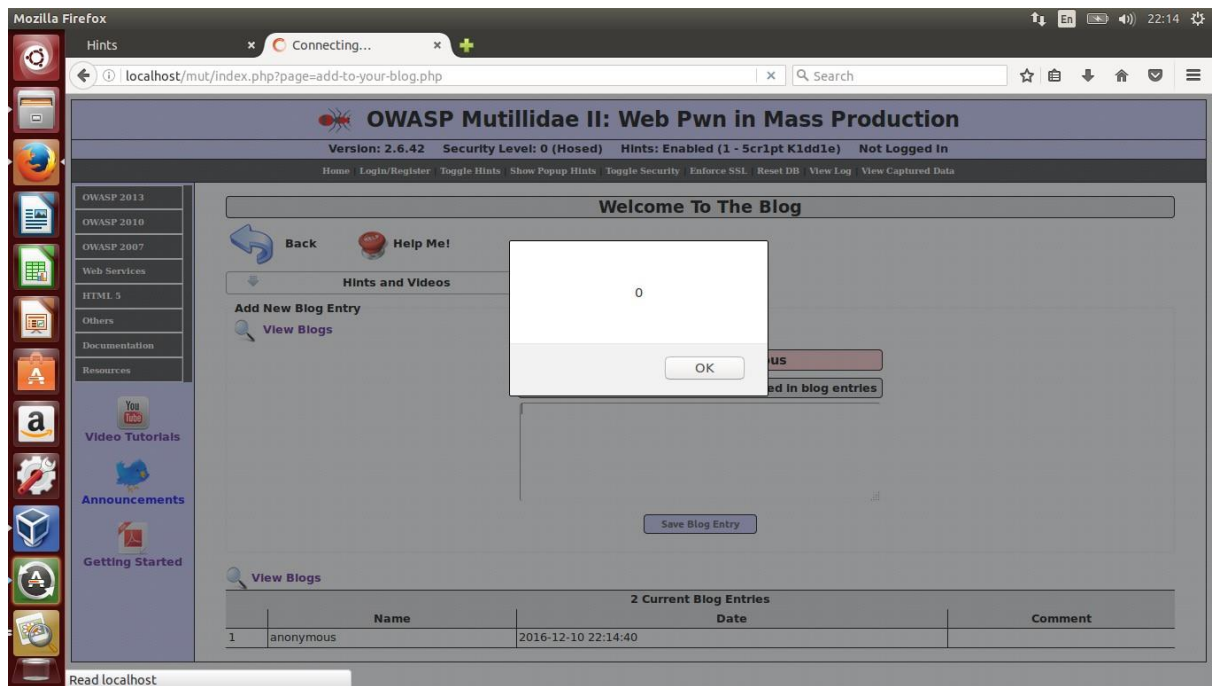 Mozilla Firefox
En
22:14
Hints
Connecting...
localhost/mut/index.php?page=add-to-your-blog.php
Search
OWASP Mutillidae II: Web Pwn in Mass Production
Version: 2.6.42 Security Level: 0 (Hosed) Hints: Enabled (1 - 5cr1pt K1dd1e) Not Logged In
Home Login/Register Toggle Hints Show Popup Hints Toggle Security Enforce SSL Reset DB View Log View Captured Data
OWASP 2013
OWASP 2010
OWASP 2007
Web Services
HTML 5
Others
Documentation
Resources
You
Tube
Video Tutorials
Announcements
Getting Started
Welcome To The Blog
Back
Help Me!
Hints and Videos
Add New Blog Entry
View Blogs
0
OK
ous
ed in blog entries
Save Blog Entry
View Blogs
2 Current Blog Entries
Name Date Comment
1 anonymous 2016-12-10 22:14:40
Read localhost